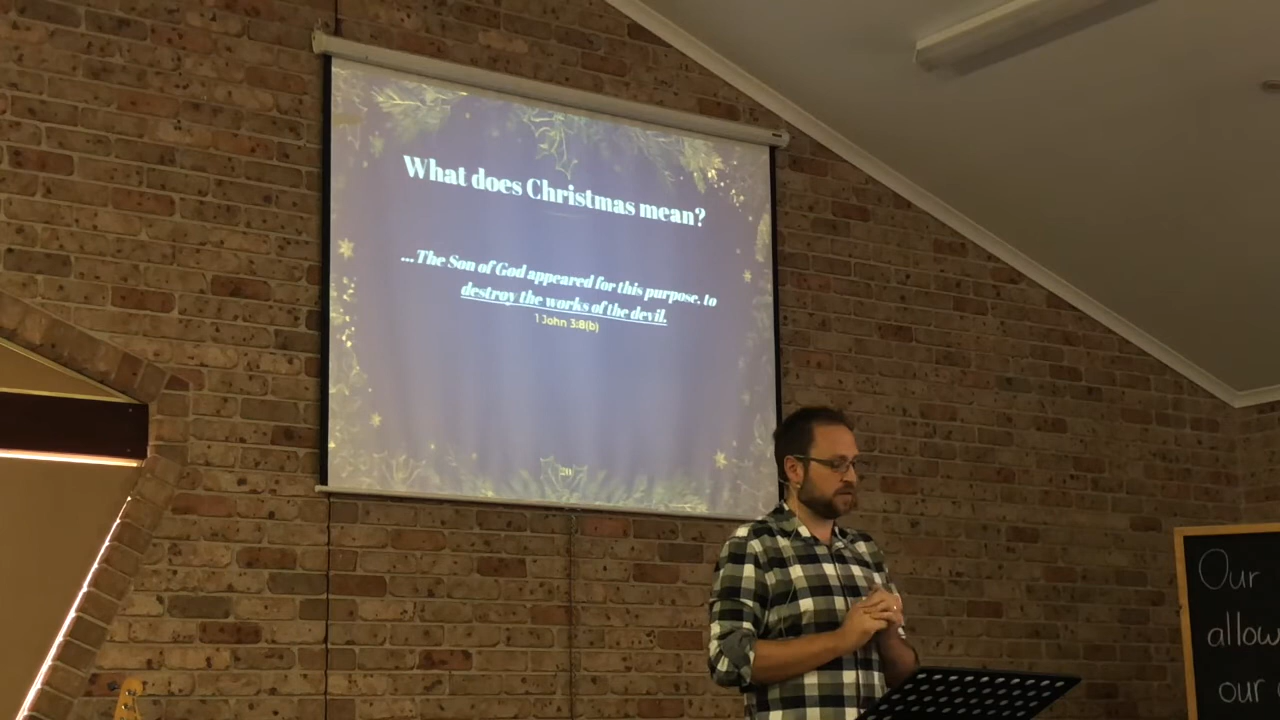 What does Christmas mean?
...The Son of God appeared for this purpose, to
destroy the works of the devil.
1 John 3:8(b)
20
Our
allow
our